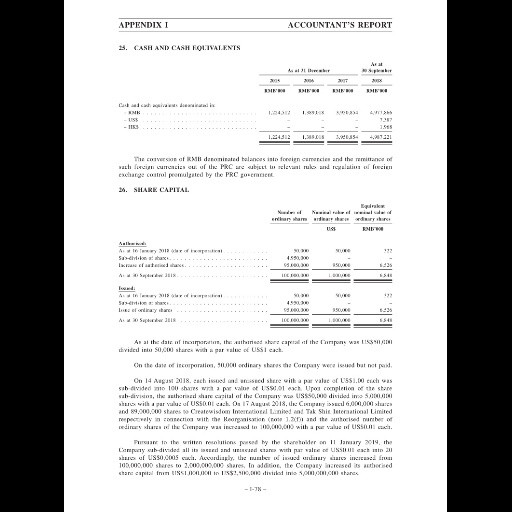 APPENDIX I ACCOUNTANT'S REPORT
25. CASH AND CASH EQUIVALENTS
As at
As at 31 December 30 September
2015 2016 2017 2018
RMB'000 RMB'000 RMB'000 RMB'000
Cash and cash equivalents denominated in:
– RMB 1,224,512 1,389,018 3,950,854
– US$ – – – 7,387
– HK$ – – – 1,968
1,224,512 1,389,018 3,950,854 4,987,221
The conversion of RMB denominated balances into foreign currencies and the remittance of
such foreign currencies out of the PRC are subject to relevant rules and regulation of foreign
exchange control promulgated by the PRC government.
26. SHARE CAPITAL
Equivalent
Number of Nominal value of nominal value of
ordinary shares ordinary shares ordinary shares
US$ RMB'000
Authorised:
As at 16 January 2018 (date of incorporation) 50,000 50,000 322
Sub-division of shares 4,950,000 – –
Increase of authorised shares 95,000,000 950,000 6,526
As at 30 September 2018 100,000,000 1,000,000 6,848
Issued:
As at 16 January 2018 (date of incorporation) 50,000 50,000 322
Sub-division of shares 4,950,000 – –
Issue of ordinary shares 95,000,000 950,000 6,526
As at 30 September 2018 100,000,000 1,000,000 6,848
As at the date of incorporation, the authorised share capital of the Company was US$50,000
divided into 50,000 shares with a par value of US$1 each.
On the date of incorporation, 50,000 ordinary shares the Company were issued but not paid.
On 14 August 2018, each issued and unissued share with a par value of US$1.00 each was
sub-divided into 100 shares with a par value of US$0.01 each. Upon completion of the share
sub-division, the authorised share capital of the Company was US$50,000 divided into 5,000,000
shares with a par value of US$0.01 each. On 17 August 2018, the Company issued 6,000,000 shares
and 89,000,000 shares to Createwisdom International Limited and Tak Shin International Limited
respectively in connection with the Reorganisation (note 1.2(f)) and the authorised number of
ordinary shares of the Company was increased to 100,000,000 with a par value of US$0.01 each.
Pursuant to the written resolutions passed by the shareholder on 11 January 2019, the
Company sub-divided all its issued and unissued shares with par value of US$0.01 each into 20
shares of US$0.0005 each. Accordingly, the number of issued ordinary shares increased from
100,000,000 shares to 2,000,000,000 shares. In addition, the Company increased its authorised
share capital from US$1,000,000 to US$2,500,000 divided into 5,000,000,000 shares.
– I-78 –